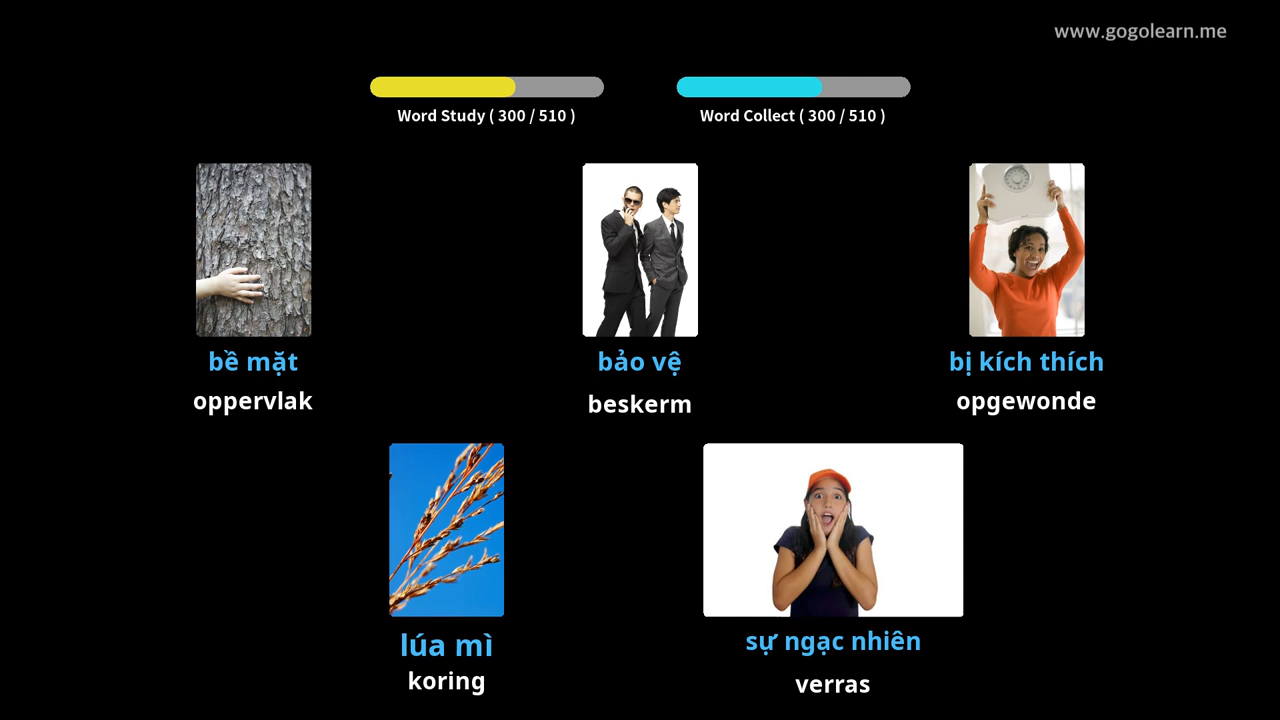 www.gogolearn.me
Word Study ( 300 / 510 )
Word Collect ( 300 / 510 )
bề mặt
oppervlak
bảo vệ
beskerm
bị kích thích
opgewonde
lúa mì
koring
sự ngạc nhiên
verras